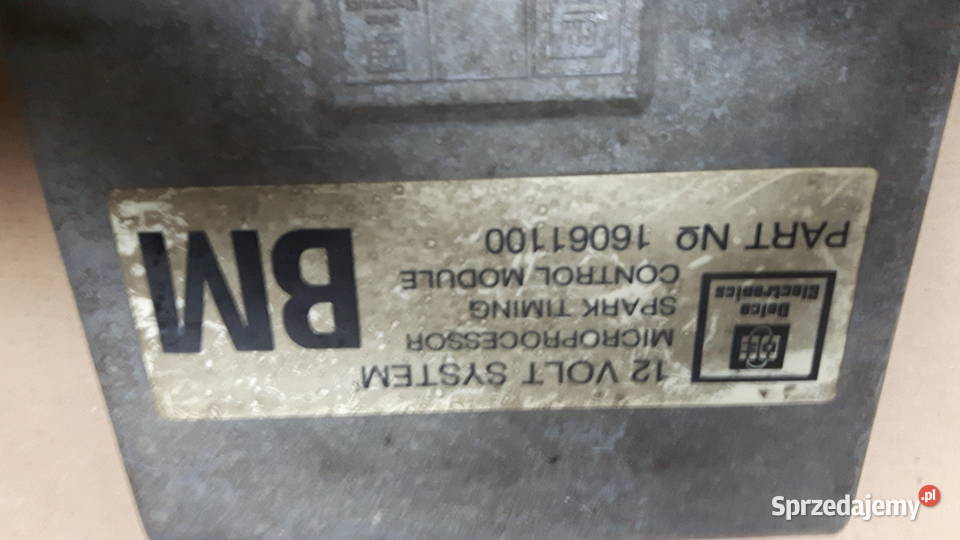 12 VOLT SYSTEM
MICROPROCESSOR
SPARK TIMING
CONTROL MODULE
BM
Delco
Electronics
PART No 16061100
Sprzedajemy.pl